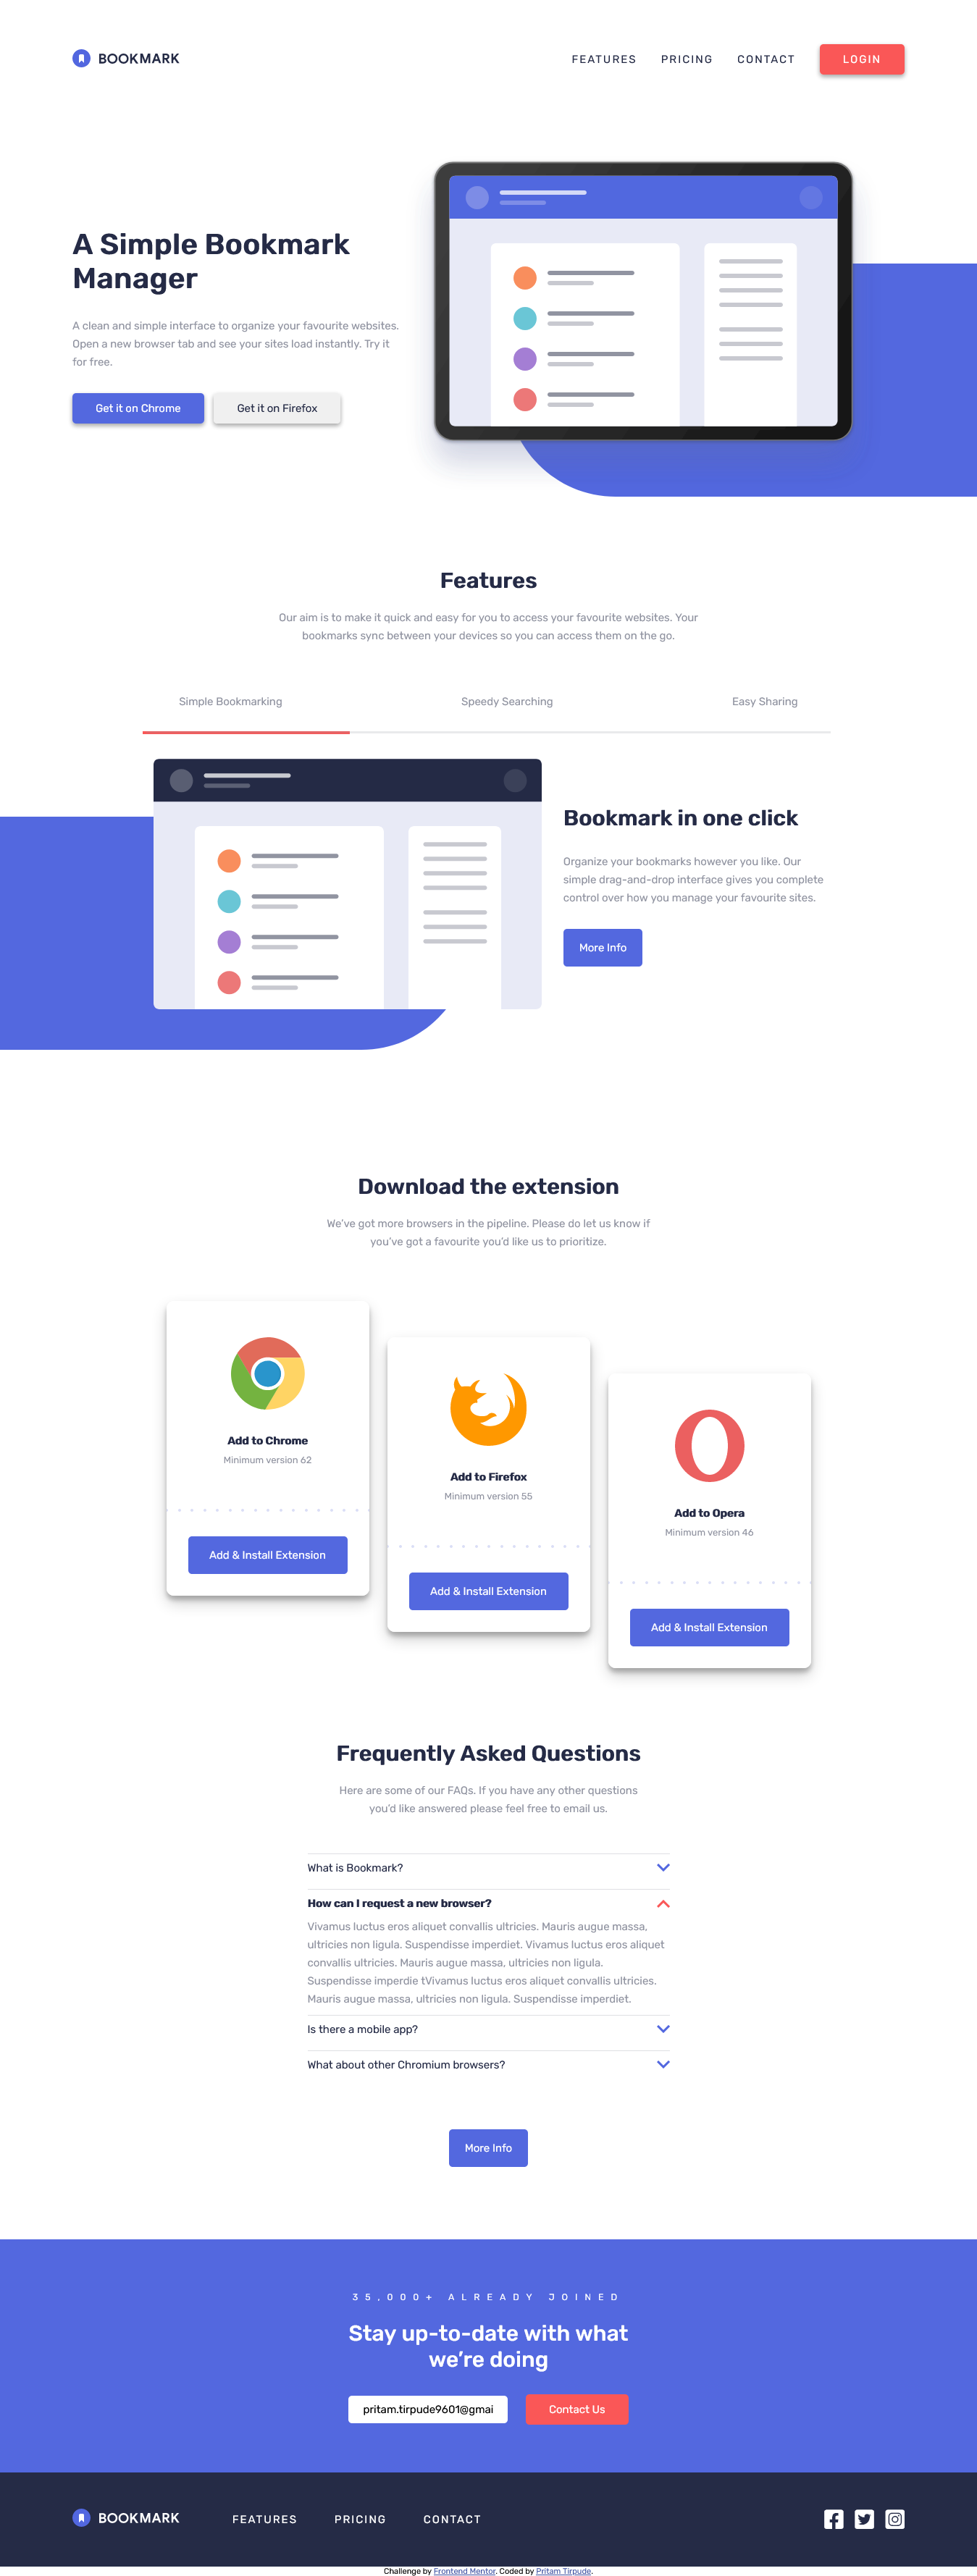 BOOKMARK
FEATURES PRICING CONTACT LOGIN
A Simple Bookmark
Manager
A clean and simple interface to organize your favourite websites.
Open a new browser tab and see your sites load instantly. Try it
for free.
Get it on Chrome Get it on Firefox
Features
Our aim is to make it quick and easy for you to access your favourite websites. Your
bookmarks sync between your devices so you can access them on the go.
Simple Bookmarking Speedy Searching Easy Sharing
Bookmark in one click
Organize your bookmarks however you like. Our
simple drag-and-drop interface gives you complete
control over how you manage your favourite sites.
More Info
Download the extension
We’ve got more browsers in the pipeline. Please do let us know if
you’ve got a favourite you’d like us to prioritize.
Add to Chrome
Minimum version 62
Add & Install Extension
Add to Firefox
Minimum version 55
Add & Install Extension
Add to Opera
Minimum version 46
Add & Install Extension
Frequently Asked Questions
Here are some of our FAQs. If you have any other questions
you’d like answered please feel free to email us.
What is Bookmark?
How can I request a new browser?
Vivamus luctus eros aliquet convallis ultricies. Mauris augue massa,
ultricies non ligula. Suspendisse imperdiet. Vivamus luctus eros aliquet
convallis ultricies. Mauris augue massa, ultricies non ligula.
Suspendisse imperdie tVivamus luctus eros aliquet convallis ultricies.
Mauris augue massa, ultricies non ligula. Suspendisse imperdiet.
Is there a mobile app?
What about other Chromium browsers?
More Info
35,000+ ALREADY JOINED
Stay up-to-date with what
we’re doing
pritam.tirpude9601@gmai Contact Us
BOOKMARK FEATURES PRICING CONTACT
Challenge by Frontend Mentor. Coded by Pritam Tirpude.